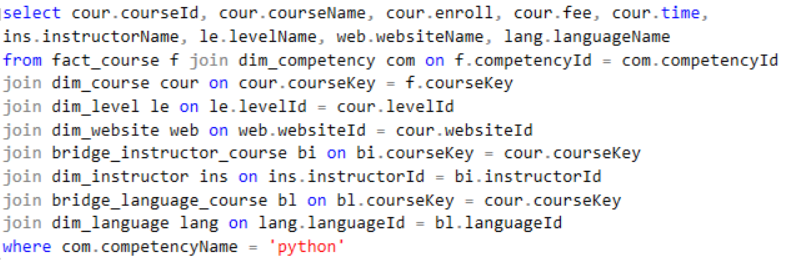 select cour.courseId, cour.courseName, cour.enroll, cour.fee, cour.time,
ins.instructorName, le.levelName, web.websiteName, lang.languageName
from fact_course f join dim_competency com on f.competencyId = com.competencyId
join dim_course cour on cour.courseKey = f.courseKey
join dim_level le on le.levelId = cour.levelId
join dim_website web on web.websiteId = cour.websiteId
join bridge_instructor_course bi on bi.courseKey = cour.courseKey
join dim_instructor ins on ins.instructorId = bi.instructorId
join bridge_language_course bl on bl.courseKey = cour.courseKey
join dim_language lang on lang.languageId = bl.languageId
where com.competencyName = 'python'